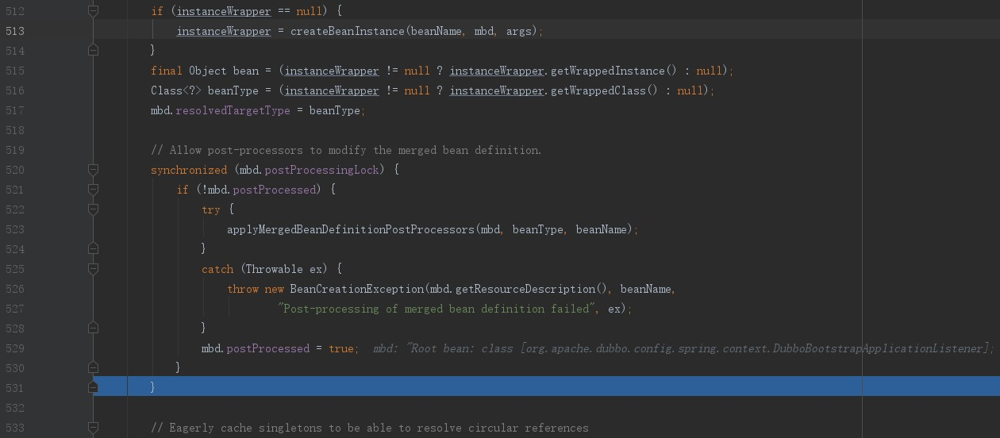 512 if (instanceWrapper == null) {
513 instanceWrapper = createBeanInstance(beanName, mbd, args);
514 }
515 final Object bean = (instanceWrapper != null ? instanceWrapper.getWrappedInstance() : null);
516 Class<?> beanType = (instanceWrapper != null ? instanceWrapper.getWrappedClass() : null);
517 mbd.resolvedTargetType = beanType;
518
519 // Allow post-processors to modify the merged bean definition.
520 synchronized (mbd.postProcessingLock) {
521 if (!mbd.postProcessed) {
522 try {
523 applyMergedBeanDefinitionPostProcessors(mbd, beanType, beanName);
524 }
525 catch (Throwable ex) {
526 throw new BeanCreationException(mbd.getResourceDescription(), beanName,
527 "Post-processing of merged bean definition failed", ex);
528 }
529 mbd.postProcessed = true; mbd: "Root bean: class [org.apache.dubbo.config.spring.context.DubboBootstrapApplicationListener];
530 }
531 }
532
533 // Eagerly cache singletons to be able to resolve circular references